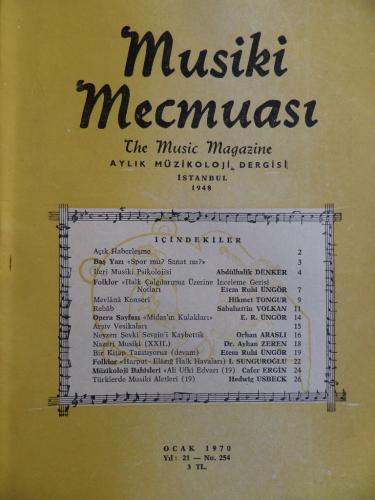 Musiki
Mecmuası
The Music Magazine
AYLIK MÜZİKOLOJİ DERGİSİ
İSTANBUL
1948
İÇİNDEKİLER
Açık Haberleşme 2
Baş Yazı «Spor mu? Sanat mı?» 3
İleri Musiki Psikolojisi Abdülhalik DENKER 4
Folklor «Halk Çalgılarımız Üzerine İnceleme Gezisi
Notları Etem Ruhi ÜNGÖR 7
Mevlânâ Konseri Hikmet TONGUR 9
Rebâb Sabahattin VOLKAN 11
Opera Sayfası «Midas'ın Kulakları» E. R. ÜNGÖR 14
Arşiv Vesikaları 15
Neyzen Şevki Sevgin'i Kaybettik Orhan ARASLI 16
Nazari Musiki (XXII.) Dr. Ayhan ZEREN 18
Bir Kitap Tanıtıyoruz (devam) Etem Ruhi ÜNGÖR 19
Folklor «Harput - Elâzığ Halk Havaları» İ. SUNGUROĞLU 22
Müzikoloji Bahisleri «Ali Ufkî Edvarı (19) Cafer ERGİN 24
Türklerde Musiki Aletleri (19) Hedwig USBECK 26
OCAK 1970
Yıl : 21 — No. 254
3 TL.